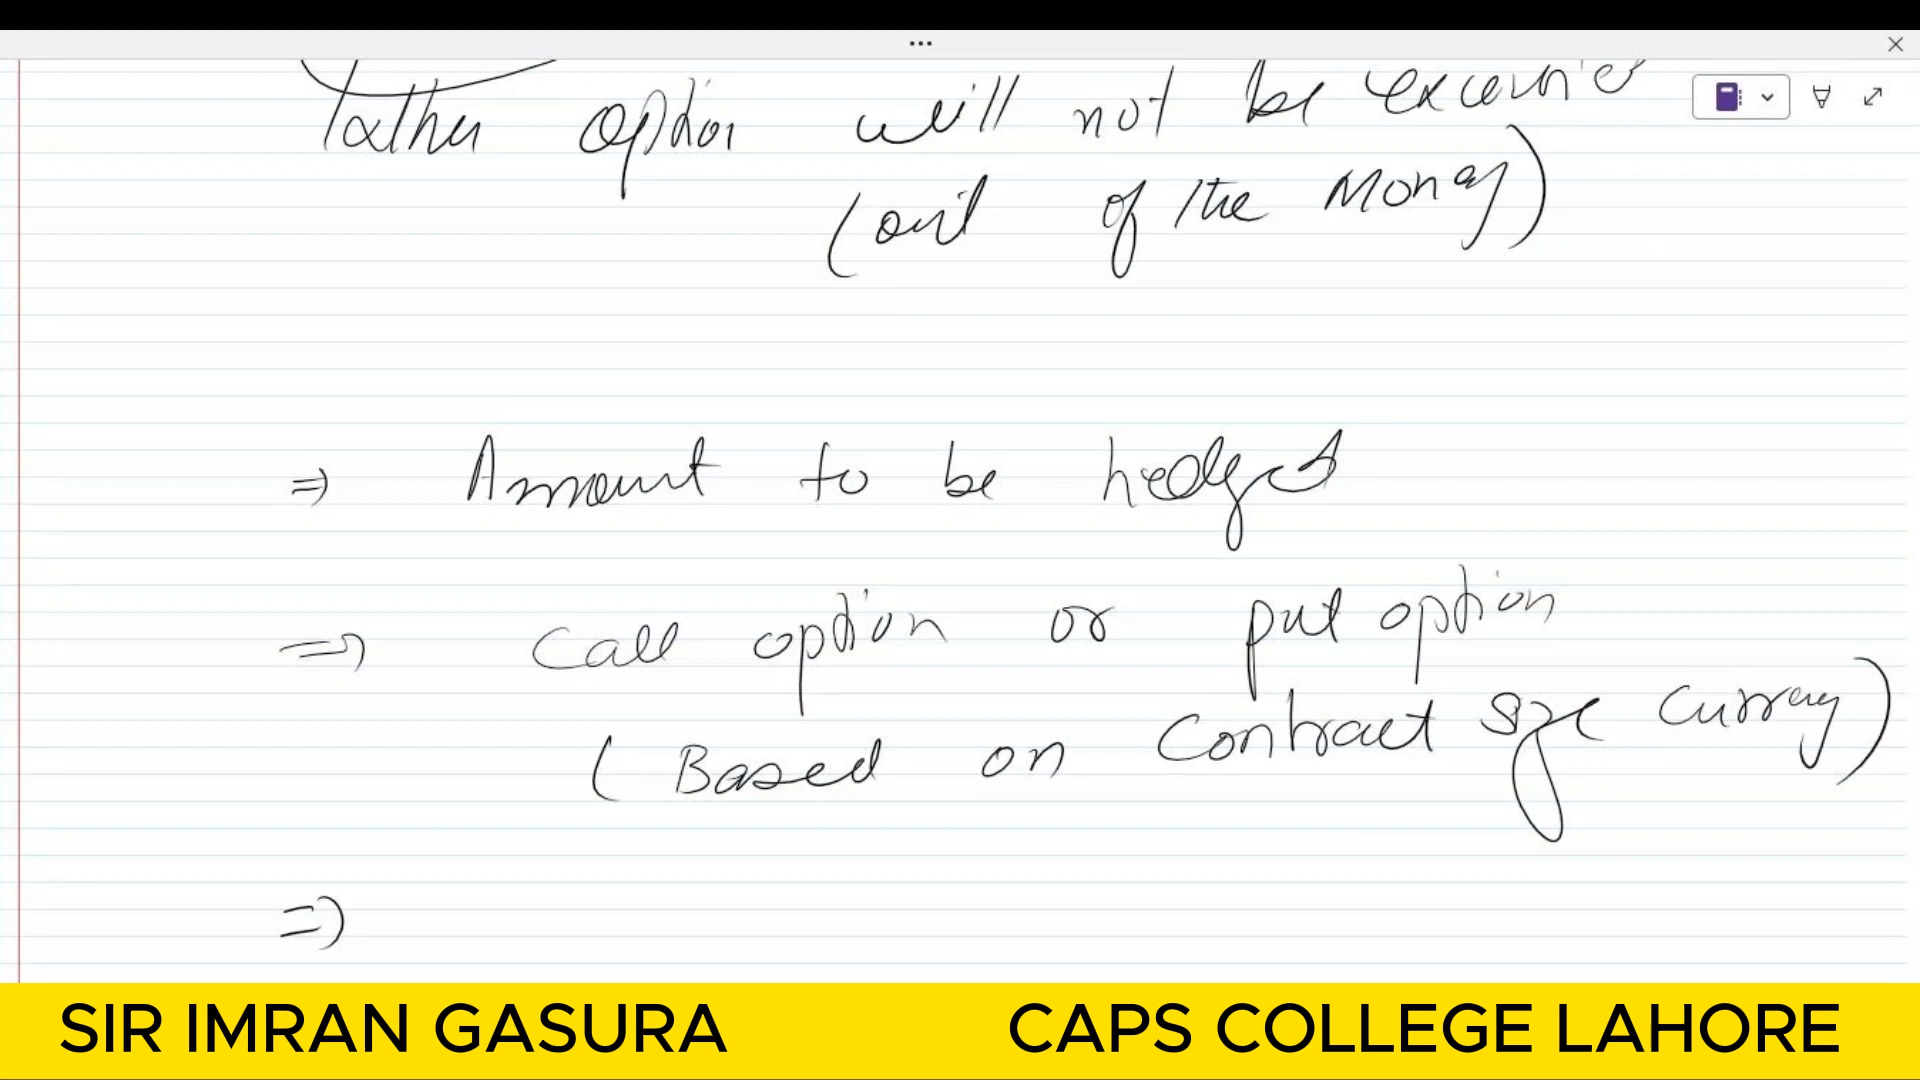 rather option will not be exercise
(out of the Money)
⇒ Amount to be hedged
⇒ Call option or put option
(Based on Contract Size Currency)
⇒
SIR IMRAN GASURA CAPS COLLEGE LAHORE